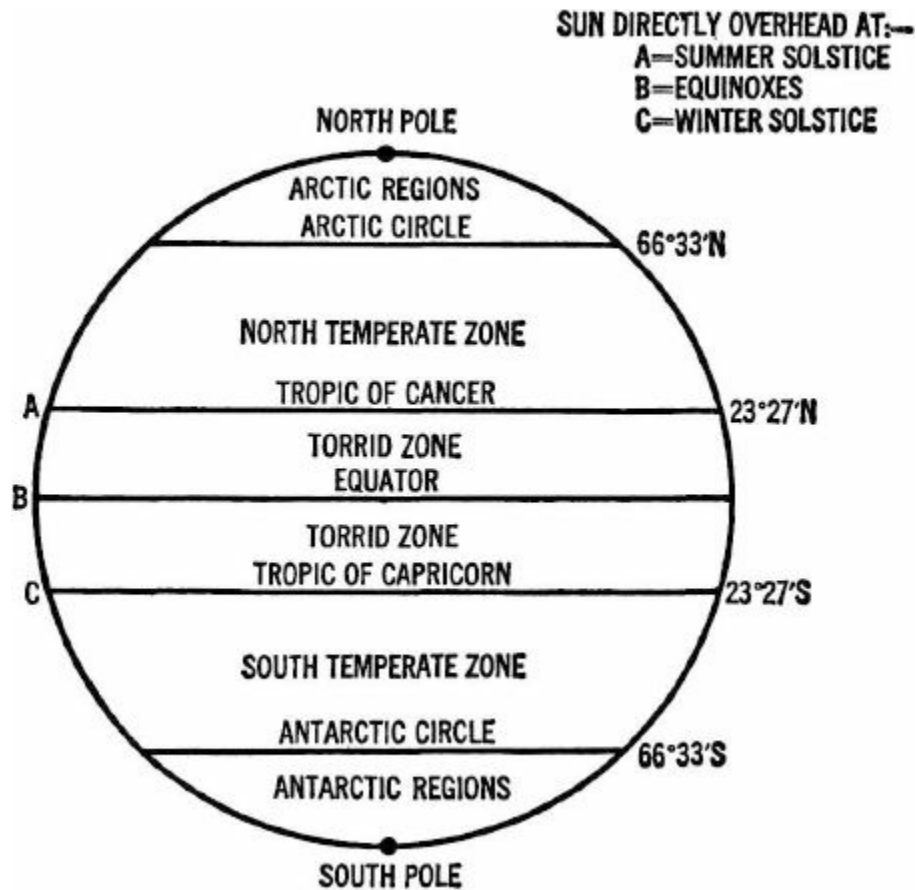 SUN DIRECTLY OVERHEAD AT:—
A=SUMMER SOLSTICE
B=EQUINOXES
C=WINTER SOLSTICE
NORTH POLE
ARCTIC REGIONS
ARCTIC CIRCLE
66°33'N
NORTH TEMPERATE ZONE
A
TROPIC OF CANCER
23°27'N
TORRID ZONE
B
EQUATOR
TORRID ZONE
C
TROPIC OF CAPRICORN
23°27'S
SOUTH TEMPERATE ZONE
ANTARCTIC CIRCLE
66°33'S
ANTARCTIC REGIONS
SOUTH POLE